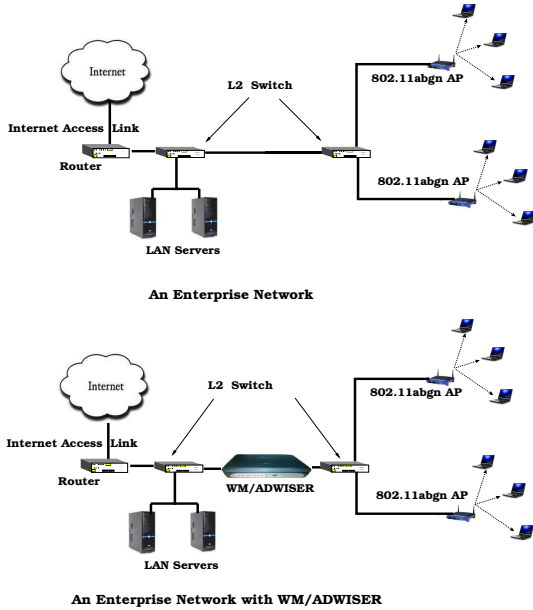 Internet
L2 Switch
802.11abgn AP
Internet Access Link
Router
802.11abgn AP
LAN Servers
An Enterprise Network
Internet
L2 Switch
802.11abgn AP
Internet Access Link
Router
WM/ADWISER
802.11abgn AP
LAN Servers
An Enterprise Network with WM/ADWISER